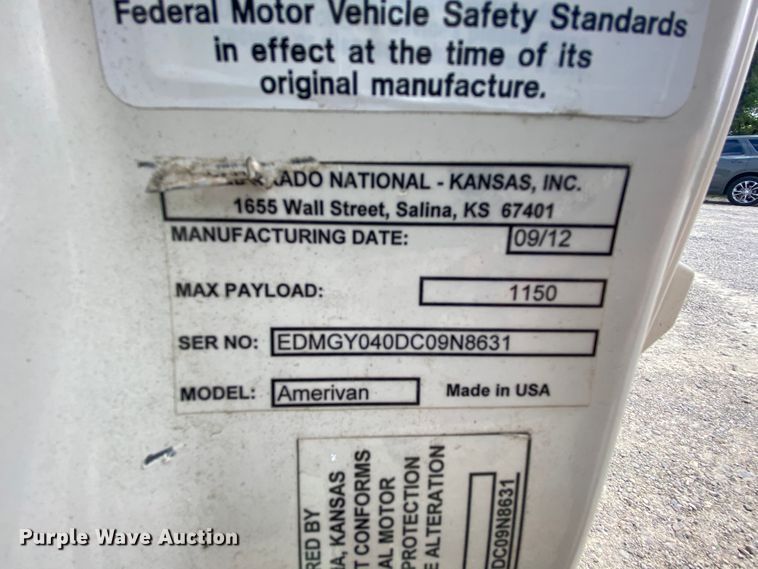 Federal Motor Vehicle Safety Standards
in effect at the time of its
original manufacture.
NATIONAL - KANSAS, INC.
1655 Wall Street, Salina, KS 67401
MANUFACTURING DATE: 09/12
MAX PAYLOAD: 1150
SER NO: EDMGY040DC09N8631
MODEL: Amerivan Made in USA
RED BY
NA, KANSAS
T CONFORMS
AL MOTOR
PROTECTION
E ALTERATION
DC09N8631
Purple Wave Auction